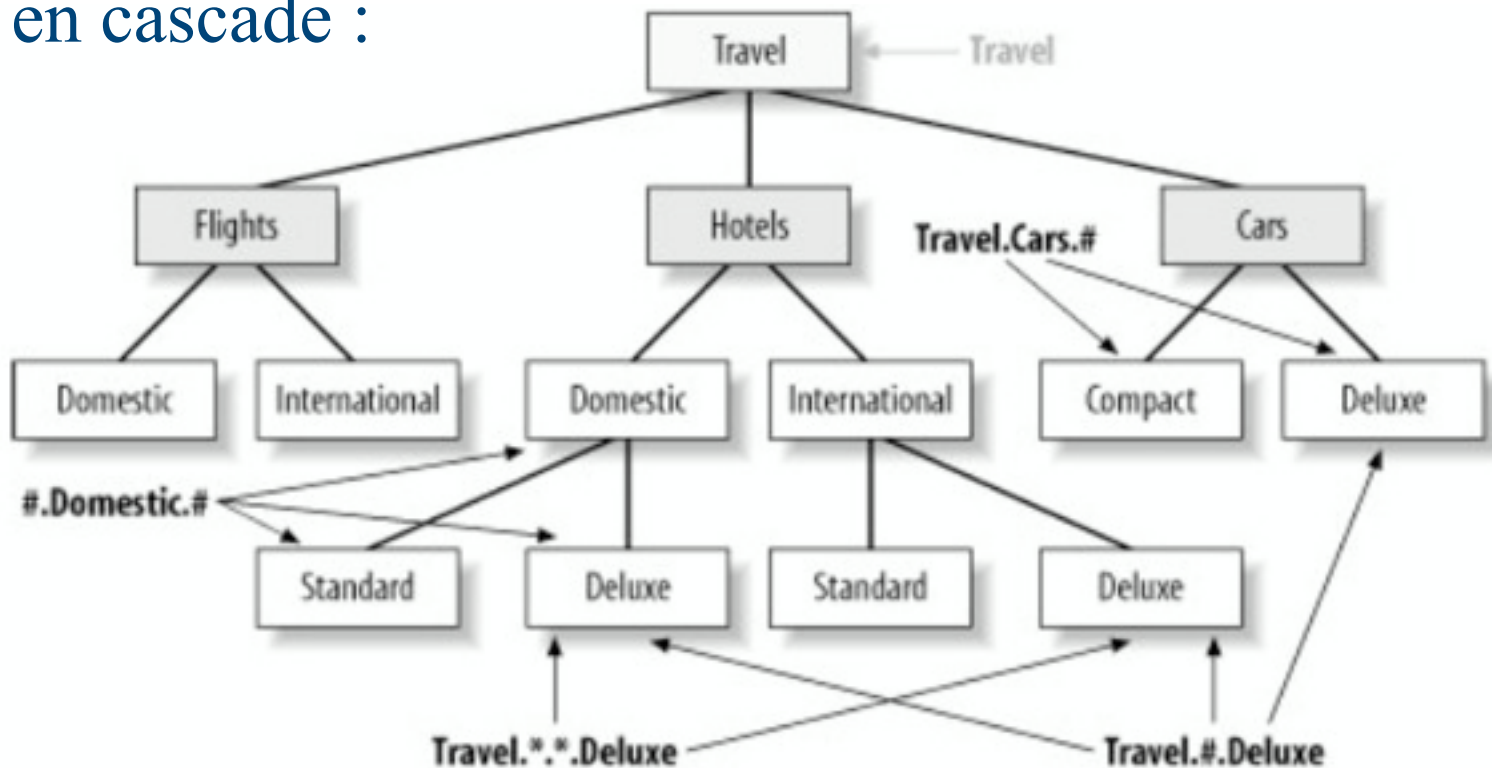 en cascade :
Travel
Travel
Flights
Hotels
Travel.Cars.#
Cars
Domestic
International
Domestic
International
Compact
Deluxe
#.Domestic.#
Standard
Deluxe
Standard
Deluxe
Travel.*.*.Deluxe
Travel.#.Deluxe